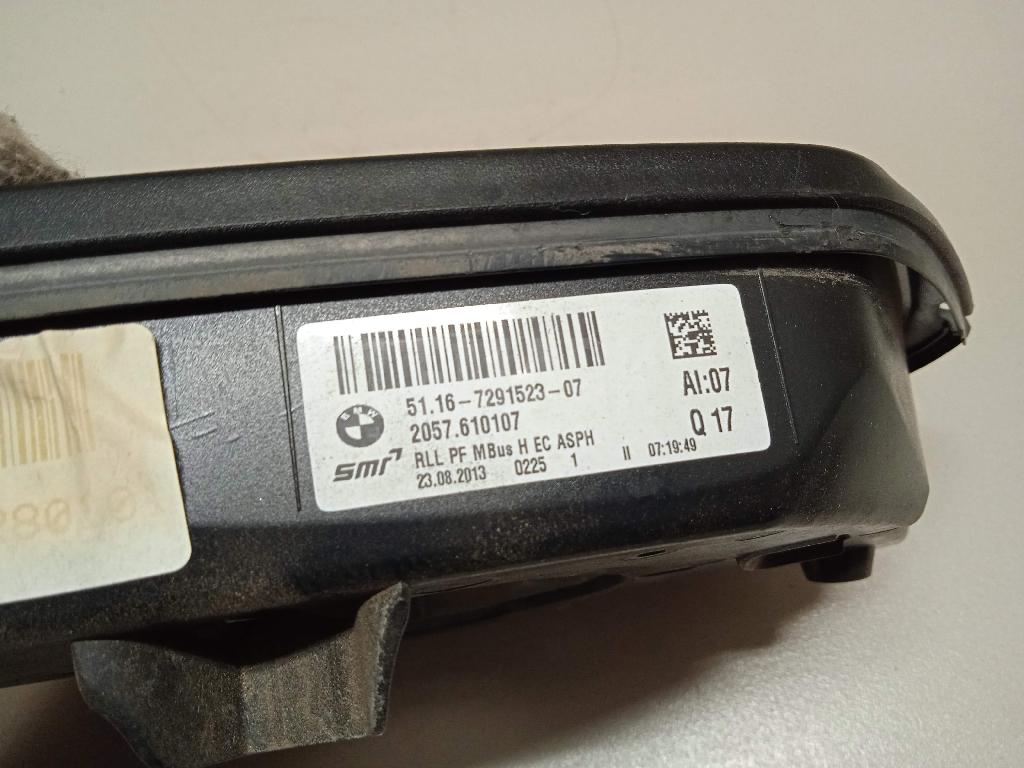 51.16-7291523-07
2057.610107
BMW
smr
RLL PF MBus H EC ASPH
23.08.2013 0225 1 II 07:19:49
AI:07
Q 17